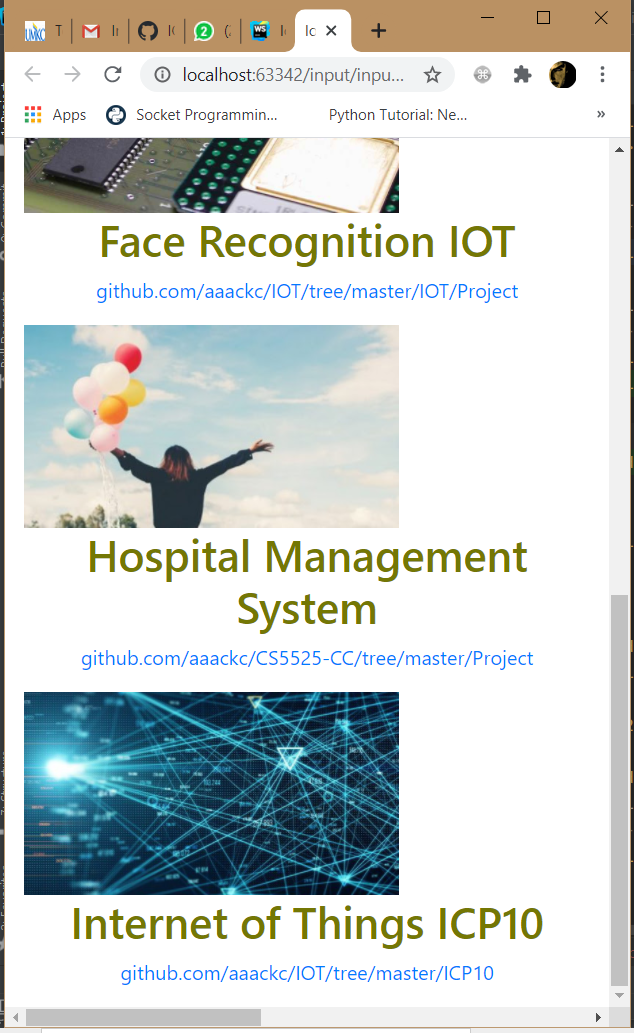 UMKC T
Ic
localhost:63342/input/inpu...
Apps Socket Programmin... Python Tutorial: Ne... »
Face Recognition IOT
github.com/aaackc/IOT/tree/master/IOT/Project
Hospital Management
System
github.com/aaackc/CS5525-CC/tree/master/Project
Internet of Things ICP10
github.com/aaackc/IOT/tree/master/ICP10